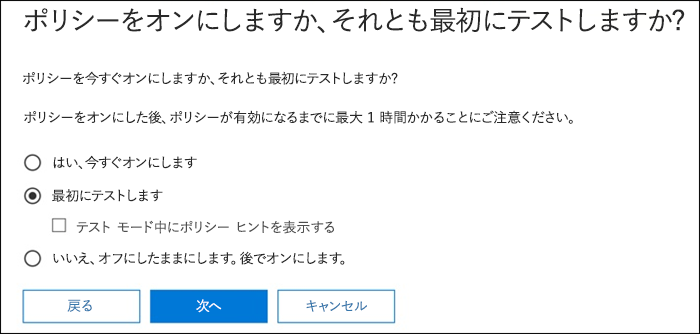 ポリシーをオンにしますか、それとも最初にテストしますか?
ポリシーを今すぐオンにしますか、それとも最初にテストしますか?
ポリシーをオンにした後、ポリシーが有効になるまでに最大 1 時間かかることにご注意ください。
はい、今すぐオンにします
最初にテストします
テスト モード中にポリシー ヒントを表示する
いいえ、オフにしたままにします。後でオンにします。
戻る 次へ キャンセル